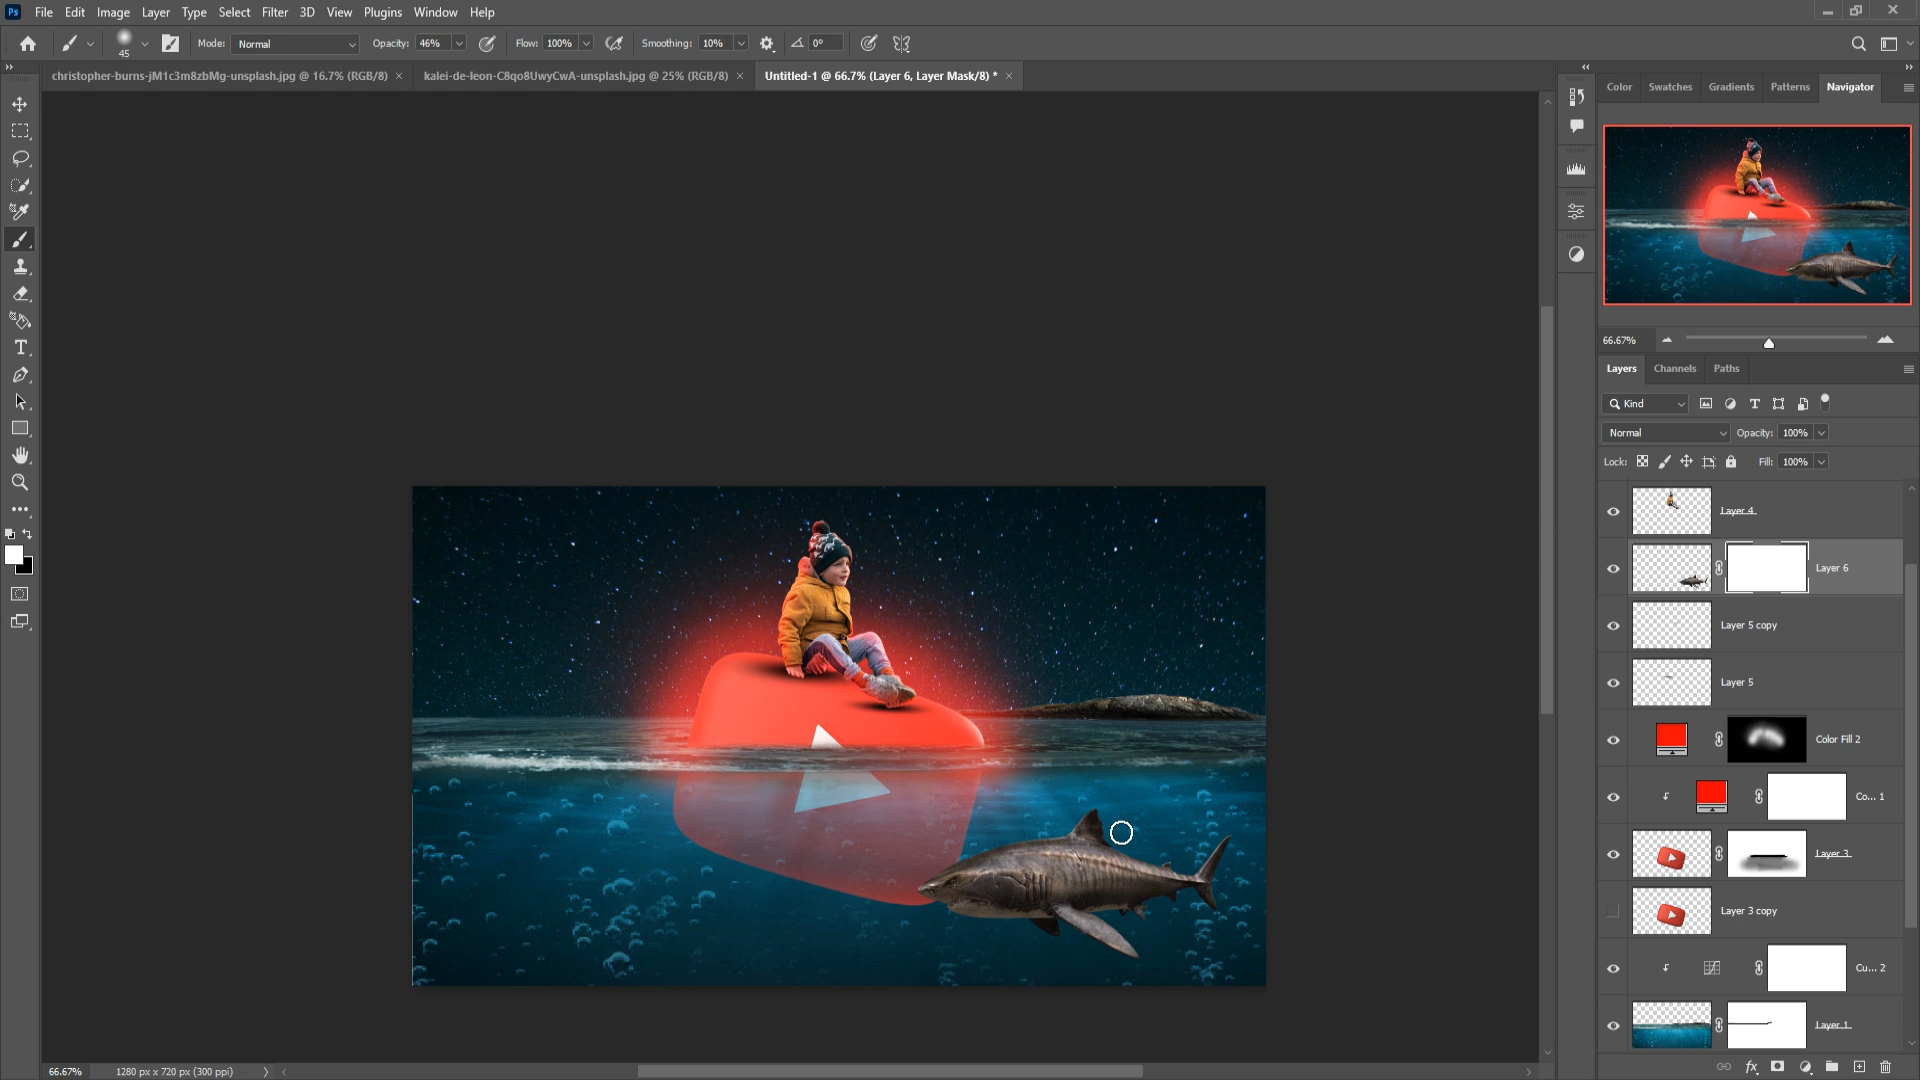 Ps File Edit Image Layer Type Select Filter 3D View Plugins Window Help
45 Mode: Normal Opacity: 46% Flow: 100% Smoothing: 10% 0°
christopher-burns-jM1c3m8zbMg-unsplash.jpg @ 16.7% (RGB/8) × kalei-de-leon-C8qo8UwyCwA-unsplash.jpg @ 25% (RGB/8) × Untitled-1 @ 66.7% (Layer 6, Layer Mask/8) * ×
Color Swatches Gradients Patterns Navigator
66.67%
Layers Channels Paths
Kind
Normal Opacity: 100%
Lock: Fill: 100%
Layer 4
Layer 6
Layer 5 copy
Layer 5
Color Fill 2
Co... 1
Layer 3
Layer 3 copy
Cu... 2
Layer 1
66.67% 1280 px x 720 px (300 ppi)
fx